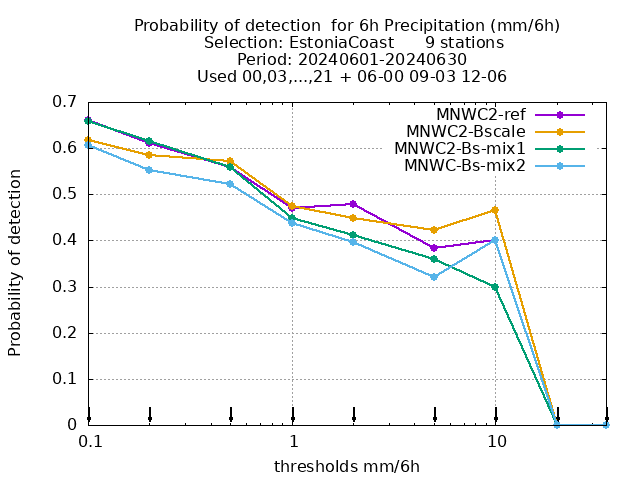 Probability of detection  for 6h Precipitation (mm/6h)
Selection: EstoniaCoast      9 stations
Period: 20240601-20240630
Used 00,03,...,21 + 06-00 09-03 12-06
MNWC2-ref
MNWC2-Bscale
MNWC2-Bs-mix1
MNWC-Bs-mix2
Probability of detection
0.7
0.6
0.5
0.4
0.3
0.2
0.1
0
0.1 1 10
thresholds mm/6h